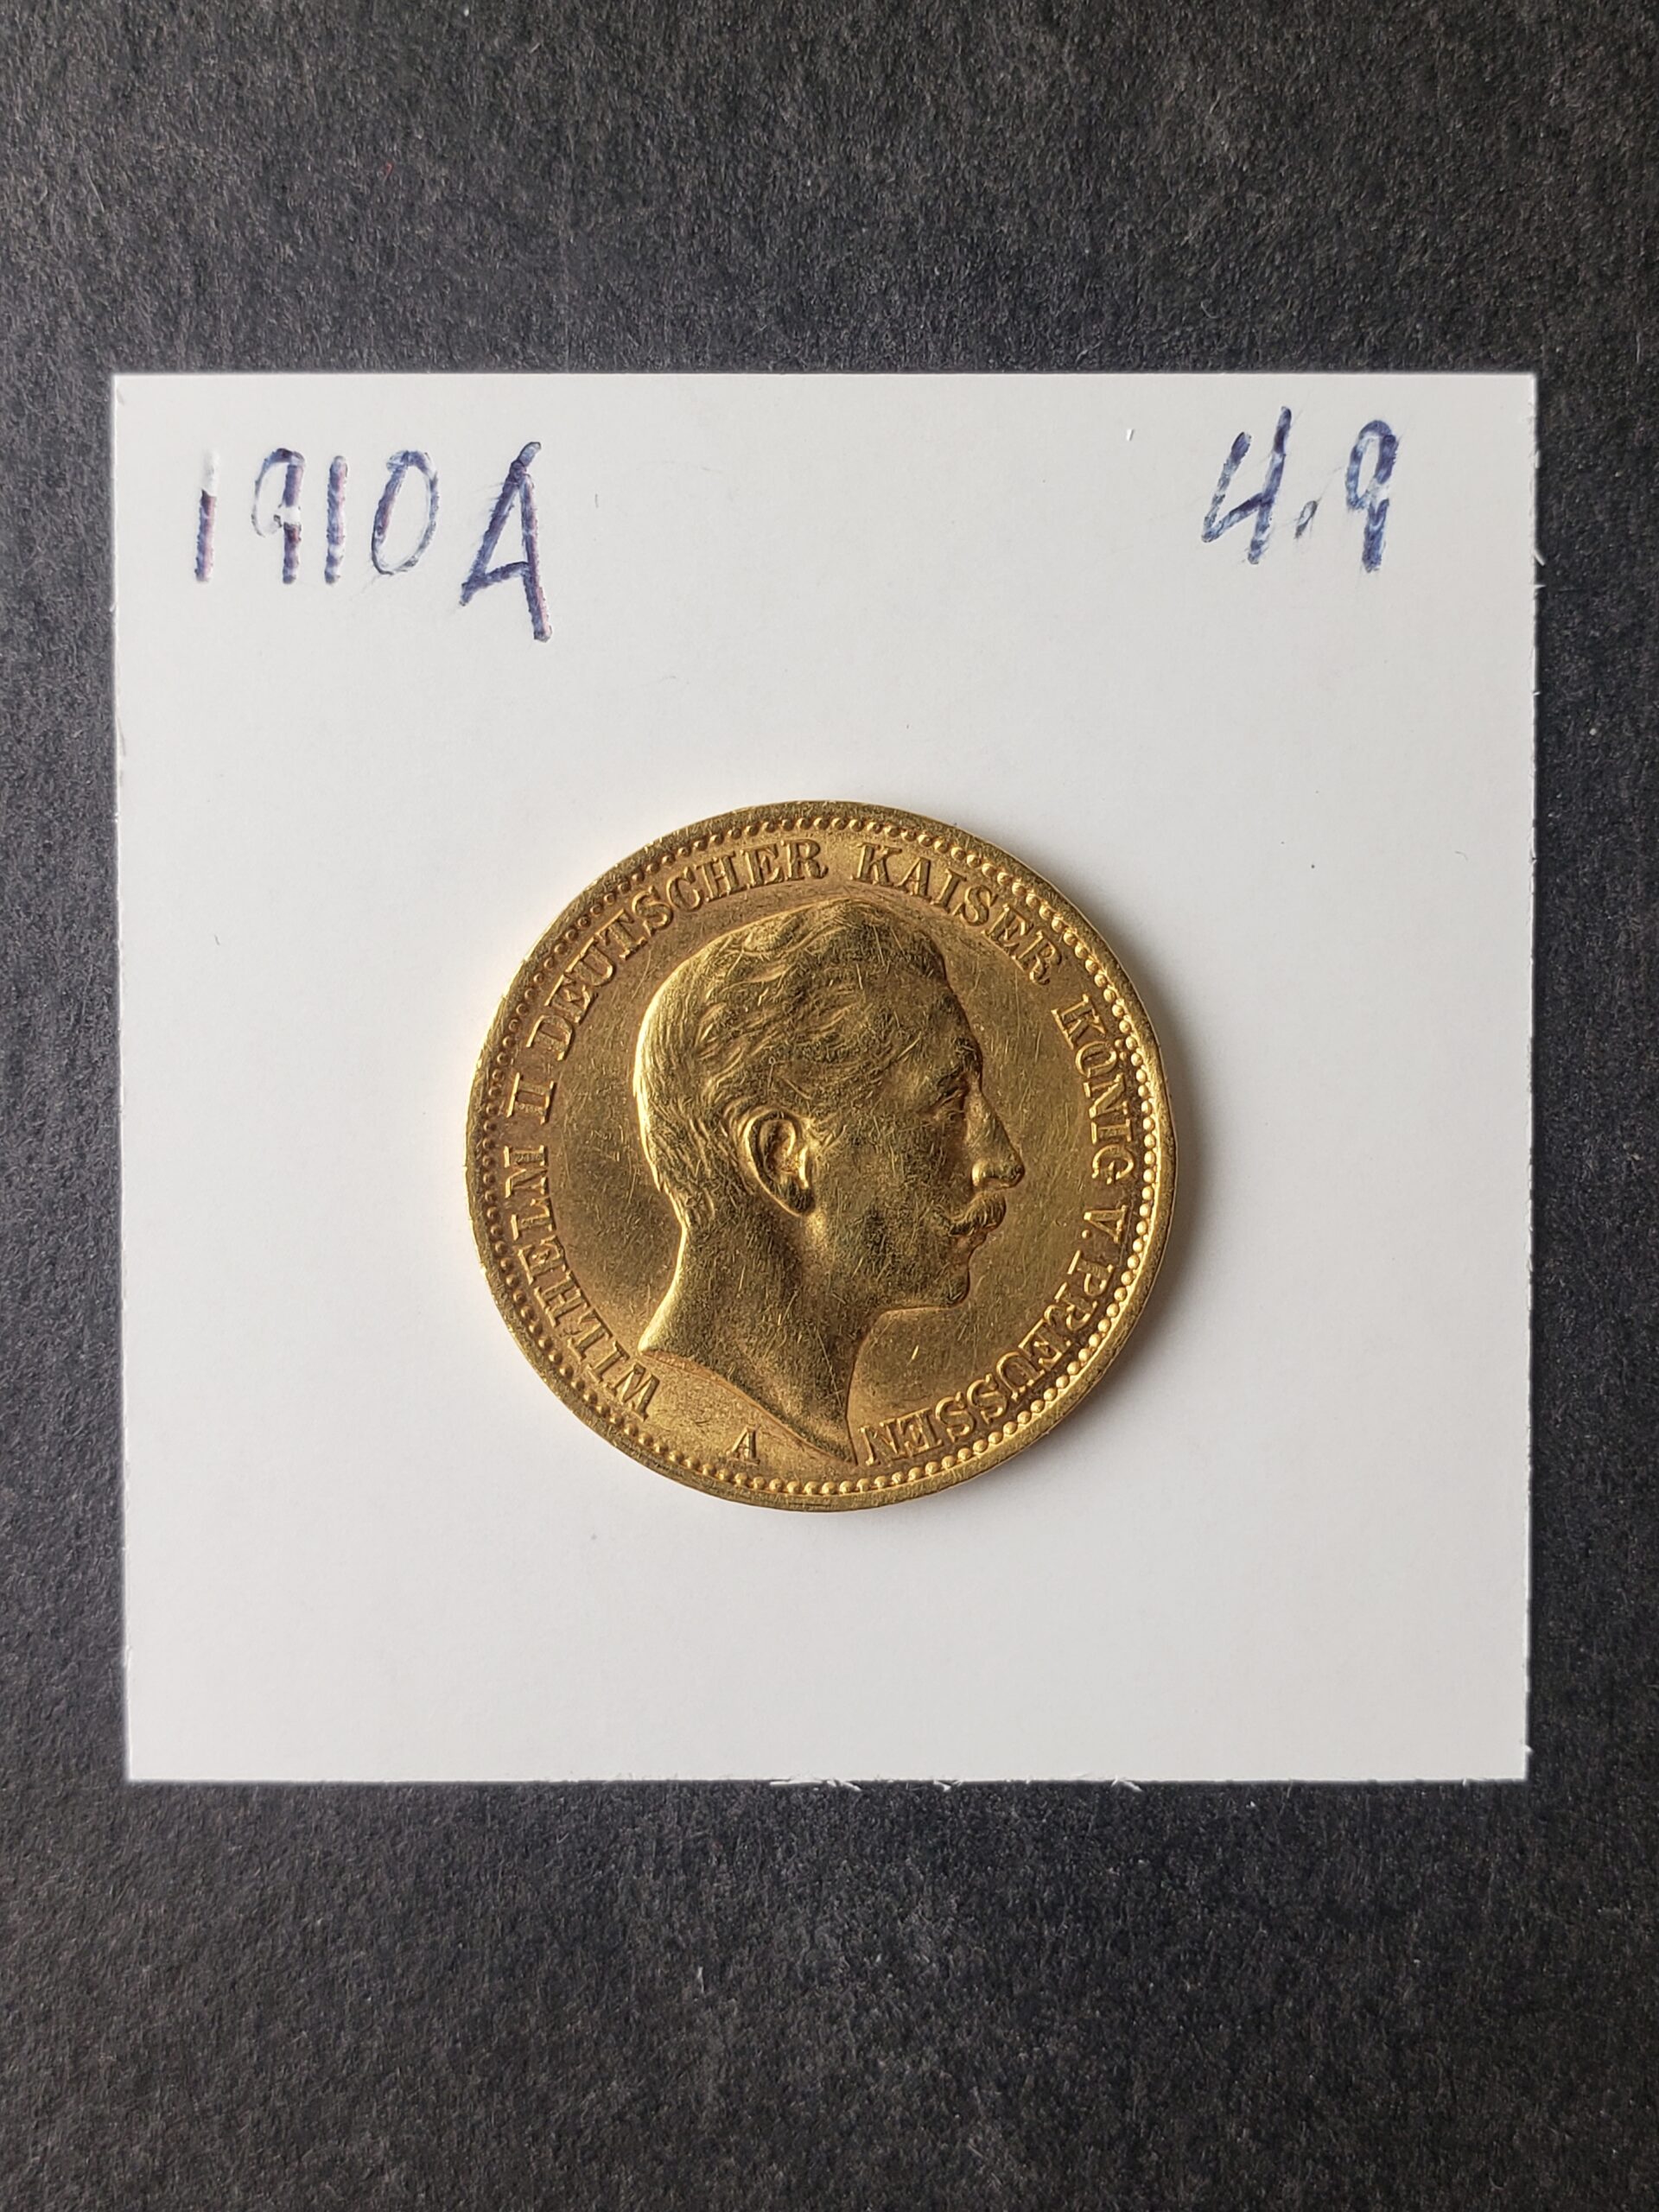 1910A 4.9
WILHELM II DEUTSCHER KAISER KÖNIG V. PREUSSEN
A